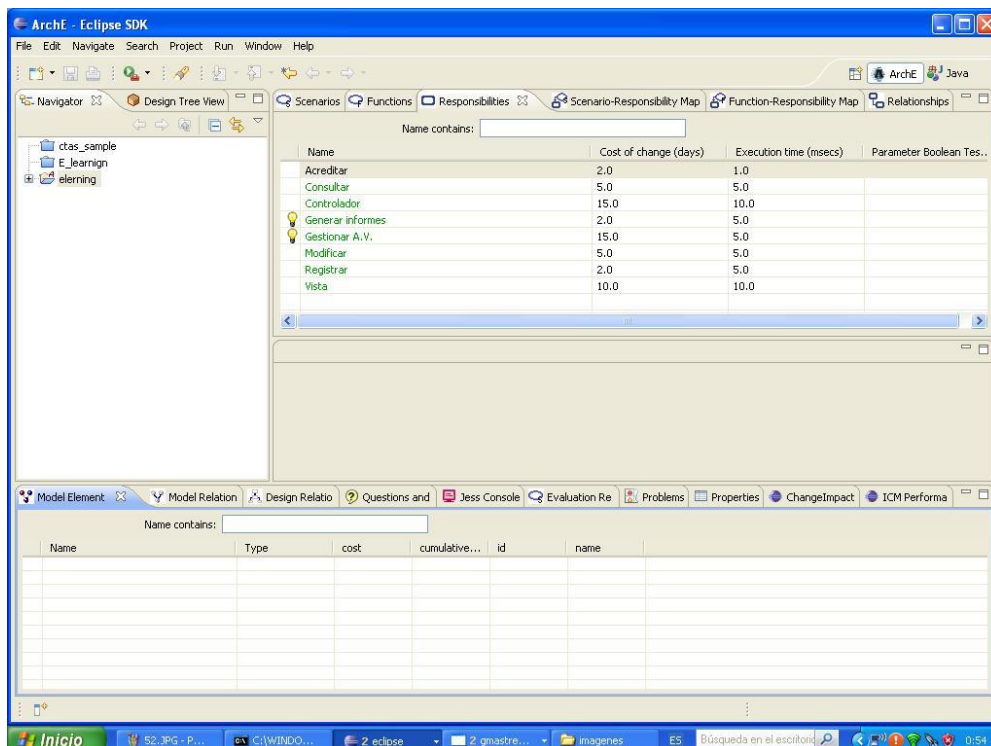 ArchE - Eclipse SDK
File Edit Navigate Search Project Run Window Help
ArchE Java
Navigator Design Tree View
ctas_sample
E_learnign
elerning
Scenarios Functions Responsibilities Scenario-Responsibility Map Function-Responsibility Map Relationships
Name contains:
Name Cost of change (days) Execution time (msecs) Parameter Boolean Tes..
Acreditar 2.0 1.0
Consultar 5.0 5.0
Controlador 15.0 10.0
Generar informes 2.0 5.0
Gestionar A.V. 15.0 5.0
Modificar 5.0 5.0
Registrar 2.0 5.0
Vista 10.0 10.0
Model Element Model Relation Design Relatio Questions and Jess Console Evaluation Re Problems Properties ChangeImpact ICM Performa
Name contains:
Name Type cost cumulative... id name
Inicio 52.JPG - P... C:\WINDO... 2 eclipse 2 gmastre... imagenes ES Búsqueda en el escritorio 0:54